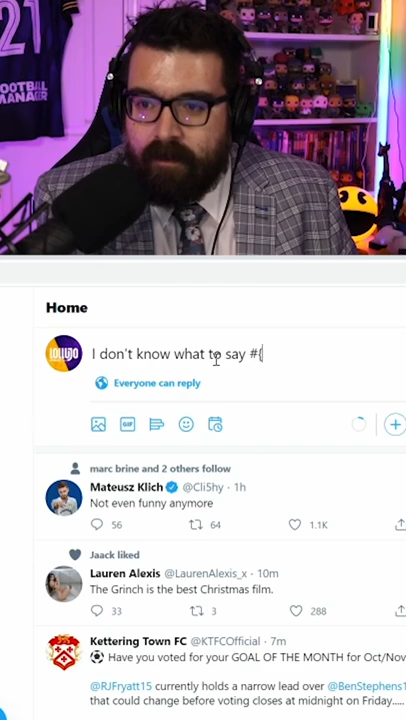 21
FOOTBALL
MANAGER
Home
LOLLUJO
I don't know what to say #{
Everyone can reply
GIF
marc brine and 2 others follow
Mateusz Klich @Cli5hy · 1h
Not even funny anymore
56 64 1.1K
Jaack liked
Lauren Alexis @LaurenAlexis_x · 10m
The Grinch is the best Christmas film.
33 3 288
Kettering Town FC @KTFCOfficial · 7m
⚽ Have you voted for your GOAL OF THE MONTH for Oct/Nov
@RJFryatt15 currently holds a narrow lead over @BenStephens1
that could change before voting closes at midnight on Friday.....